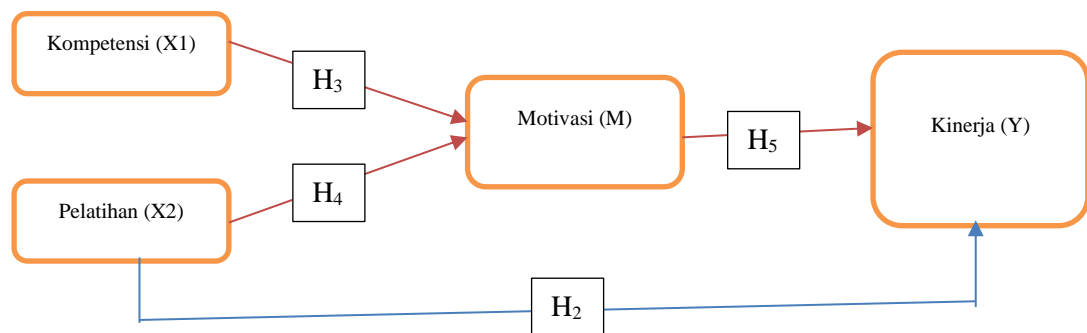 Kompetensi (X1)
H3
Motivasi (M)
H5
Kinerja (Y)
H4
Pelatihan (X2)
H2